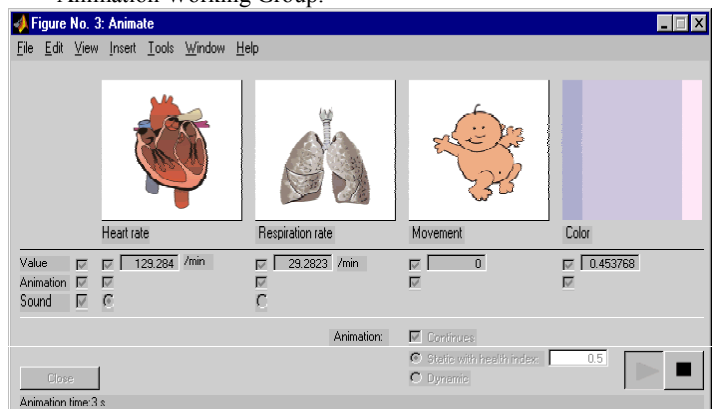 Animation Working Group.
Figure No. 3: Animate
File Edit View Insert Tools Window Help
Heart rate Respiration rate Movement Color
Value 129.284 /min 29.2823 /min 0 0.453768
Animation
Sound
Animation: Continues
Static with health index: 0.5
Close Dynamic
Animation time:3 s